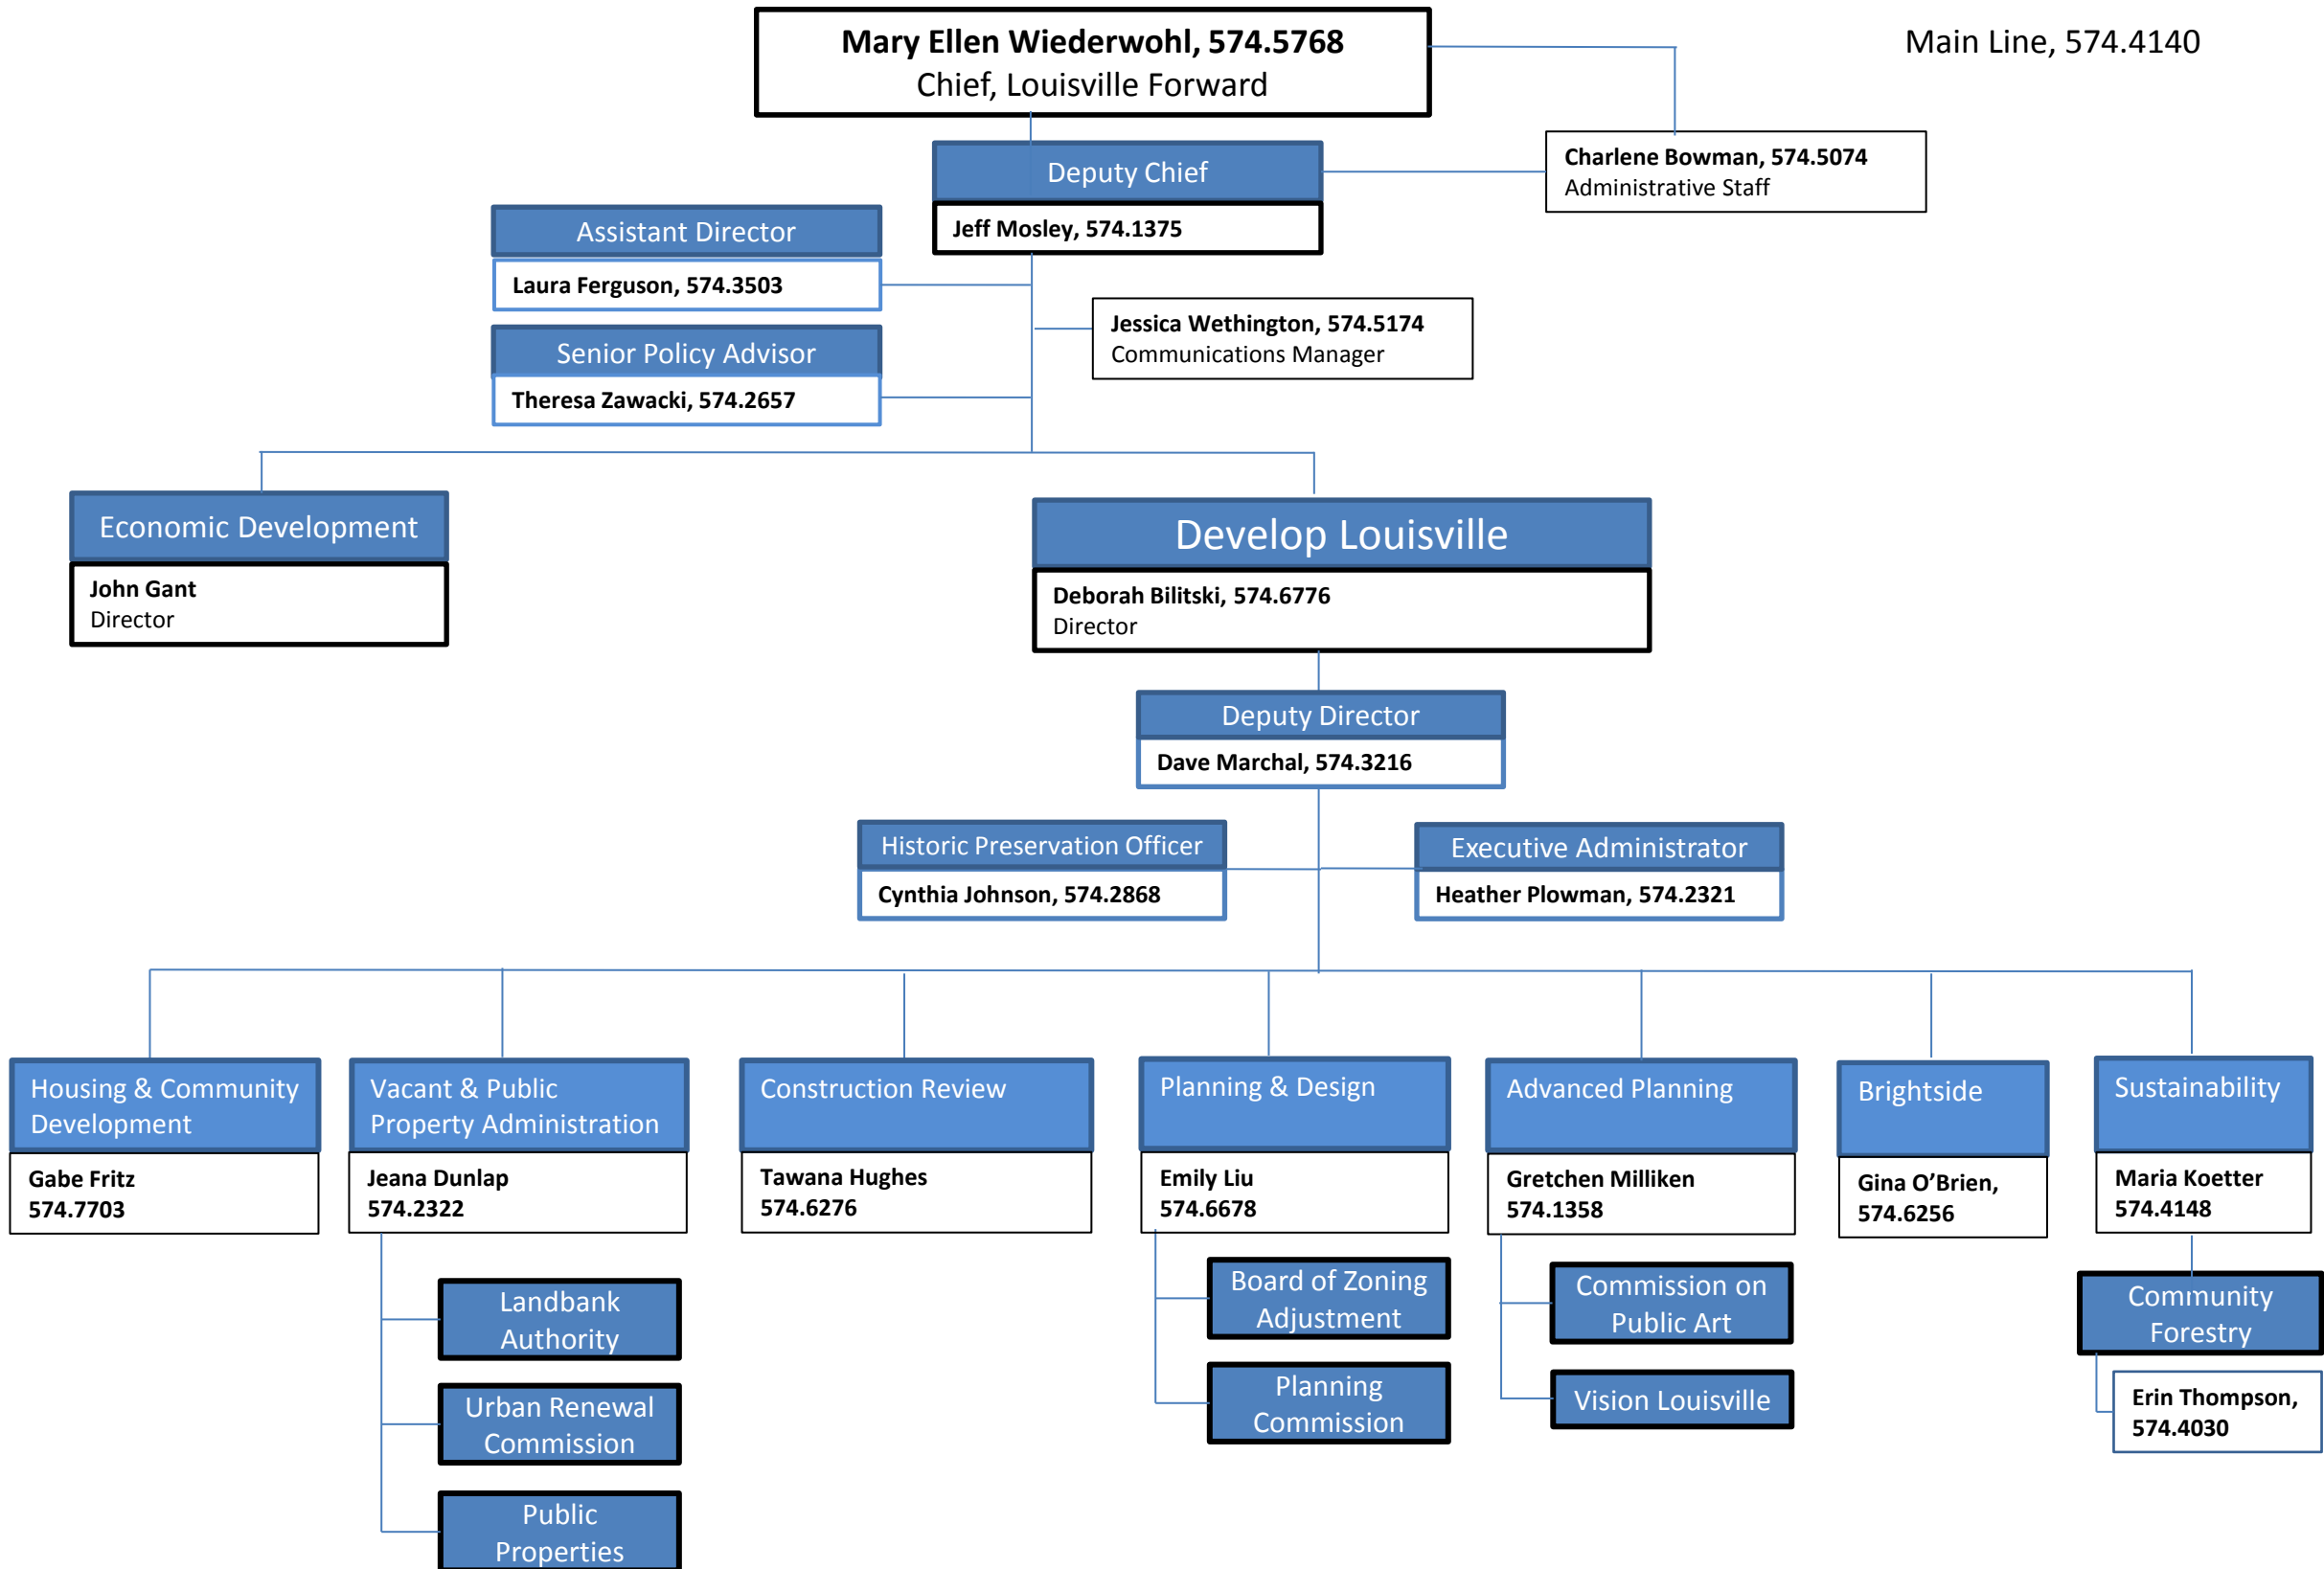 Mary Ellen Wiederwohl, 574.5768
Chief, Louisville Forward
Main Line, 574.4140
Deputy Chief
Jeff Mosley, 574.1375
Charlene Bowman, 574.5074
Administrative Staff
Assistant Director
Laura Ferguson, 574.3503
Jessica Wethington, 574.5174
Communications Manager
Senior Policy Advisor
Theresa Zawacki, 574.2657
Economic Development
John Gant
Director
Develop Louisville
Deborah Bilitski, 574.6776
Director
Deputy Director
Dave Marchal, 574.3216
Historic Preservation Officer
Cynthia Johnson, 574.2868
Executive Administrator
Heather Plowman, 574.2321
Housing & Community
Development
Gabe Fritz
574.7703
Vacant & Public
Property Administration
Jeana Dunlap
574.2322
Landbank
Authority
Urban Renewal
Commission
Public
Properties
Construction Review
Tawana Hughes
574.6276
Planning & Design
Emily Liu
574.6678
Board of Zoning
Adjustment
Planning
Commission
Advanced Planning
Gretchen Milliken
574.1358
Commission on
Public Art
Vision Louisville
Brightside
Gina O’Brien,
574.6256
Sustainability
Maria Koetter
574.4148
Community
Forestry
Erin Thompson,
574.4030